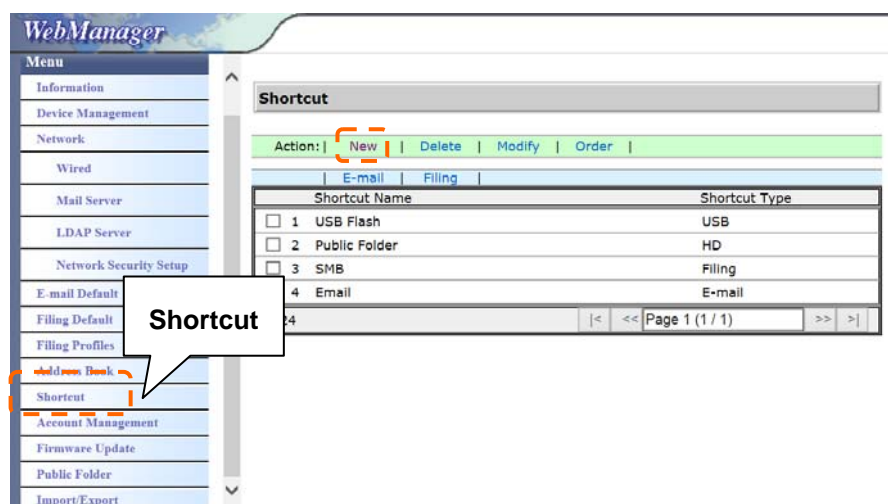 WebManager
Menu
Information
Device Management
Network
Wired
Mail Server
LDAP Server
Network Security Setup
E-mail Default
Filing Default
Filing Profiles
Address Book
Shortcut
Account Management
Firmware Update
Public Folder
Import/Export
Shortcut
Shortcut
Action:| New | Delete | Modify | Order |
| E-mail | Filing |
Shortcut Name Shortcut Type
1 USB Flash USB
2 Public Folder HD
3 SMB Filing
4 Email E-mail
24 |< << Page 1 (1 / 1) >> >|